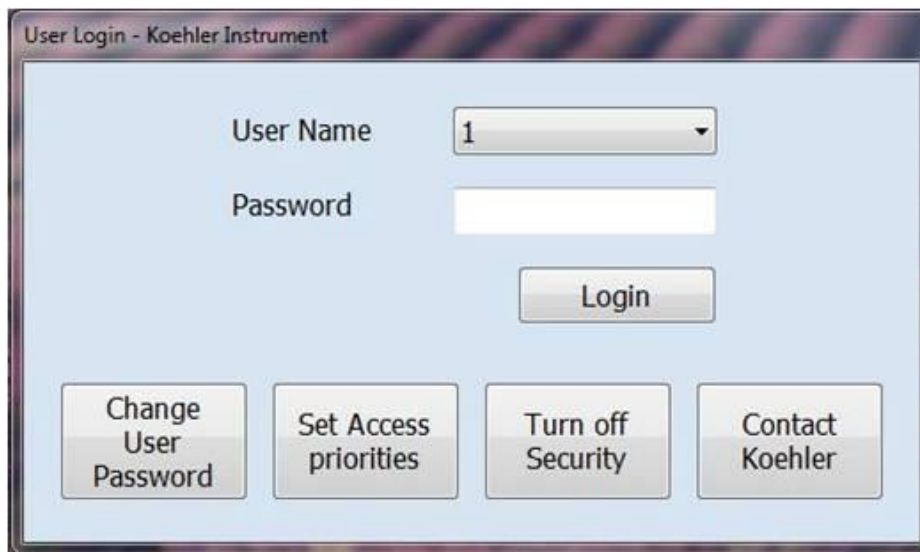 User Login - Koehler Instrument
User Name
1
Password
Login
Change
User
Password
Set Access
priorities
Turn off
Security
Contact
Koehler